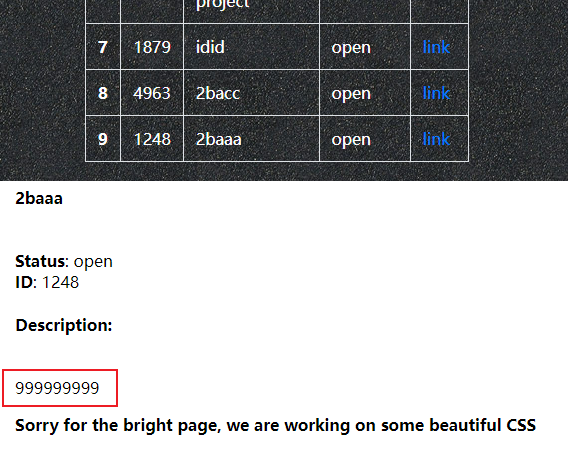 project
7 1879 idid open link
8 4963 2bacc open link
9 1248 2baaa open link
2baaa
Status: open
ID: 1248
Description:
999999999
Sorry for the bright page, we are working on some beautiful CSS